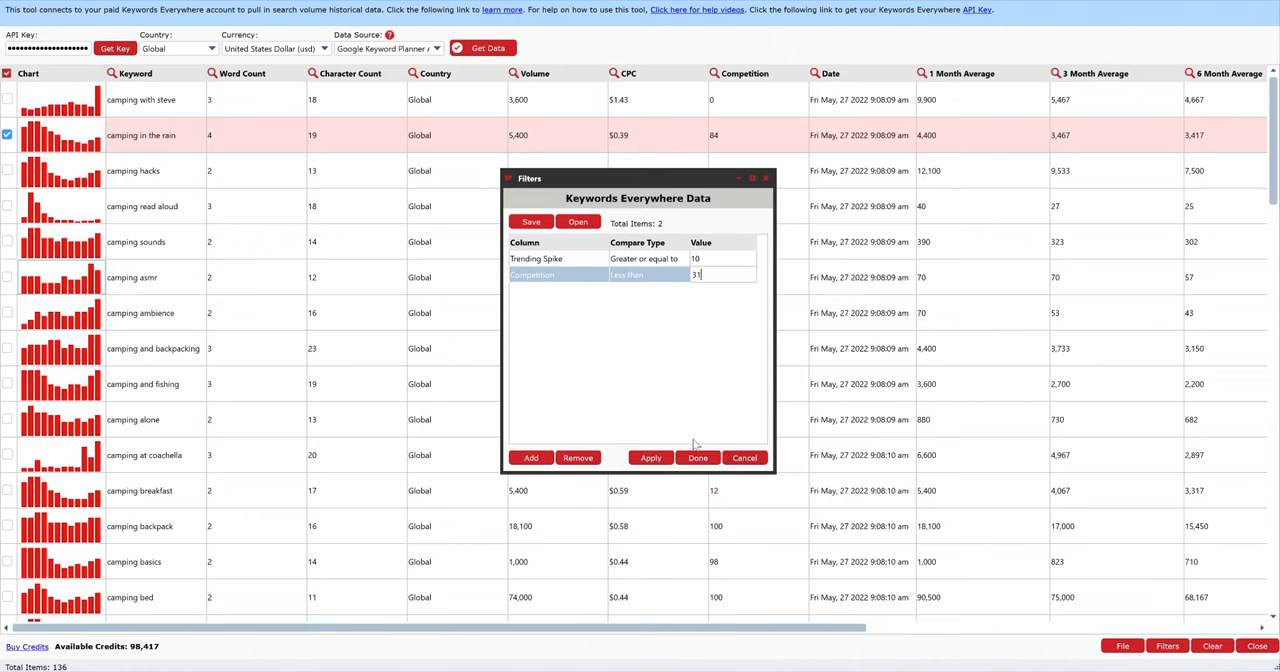 This tool connects to your paid Keywords Everywhere account to pull in search volume historical data. Click the following link to learn more. For help on how to use this tool, Click here for help videos. Click the following link to get your Keywords Everywhere API Key.
API Key: Country: Currency: Data Source: ?
Get Key Global United States Dollar (usd) Google Keyword Planner / Get Data
Chart Keyword Word Count Character Count Country Volume CPC Competition Date 1 Month Average 3 Month Average 6 Month Average
camping with steve 3 18 Global 3,600 $1.43 0 Fri May, 27 2022 9:08:09 am 9,900 5,467 4,667
camping in the rain 4 19 Global 5,400 $0.39 84 Fri May, 27 2022 9:08:09 am 4,400 3,467 3,417
camping hacks 2 13 Global Fri May, 27 2022 9:08:09 am 12,100 9,533 7,500
camping read aloud 3 18 Global Fri May, 27 2022 9:08:09 am 40 27 25
camping sounds 2 14 Global Fri May, 27 2022 9:08:09 am 390 323 302
camping asmr 2 12 Global Fri May, 27 2022 9:08:09 am 70 70 57
camping ambience 2 16 Global Fri May, 27 2022 9:08:09 am 70 53 43
camping and backpacking 3 23 Global Fri May, 27 2022 9:08:09 am 4,400 3,733 3,150
camping and fishing 3 19 Global Fri May, 27 2022 9:08:09 am 3,600 2,700 2,200
camping alone 2 13 Global Fri May, 27 2022 9:08:09 am 880 730 682
camping at coachella 3 20 Global Fri May, 27 2022 9:08:10 am 6,600 4,967 2,897
camping breakfast 2 17 Global 5,400 $0.59 12 Fri May, 27 2022 9:08:10 am 5,400 4,067 3,317
camping backpack 2 16 Global 18,100 $0.58 100 Fri May, 27 2022 9:08:10 am 18,100 17,000 15,450
camping basics 2 14 Global 1,000 $0.44 98 Fri May, 27 2022 9:08:10 am 1,000 823 710
camping bed 2 11 Global 74,000 $0.44 100 Fri May, 27 2022 9:08:10 am 90,500 75,000 68,167
Filters
Keywords Everywhere Data
Save Open Total Items: 2
Column Compare Type Value
Trending Spike Greater or equal to 10
Competition Less then 31
Add Remove Apply Done Cancel
Buy Credits Available Credits: 98,417 File Filters Clear Close
Total Items: 136